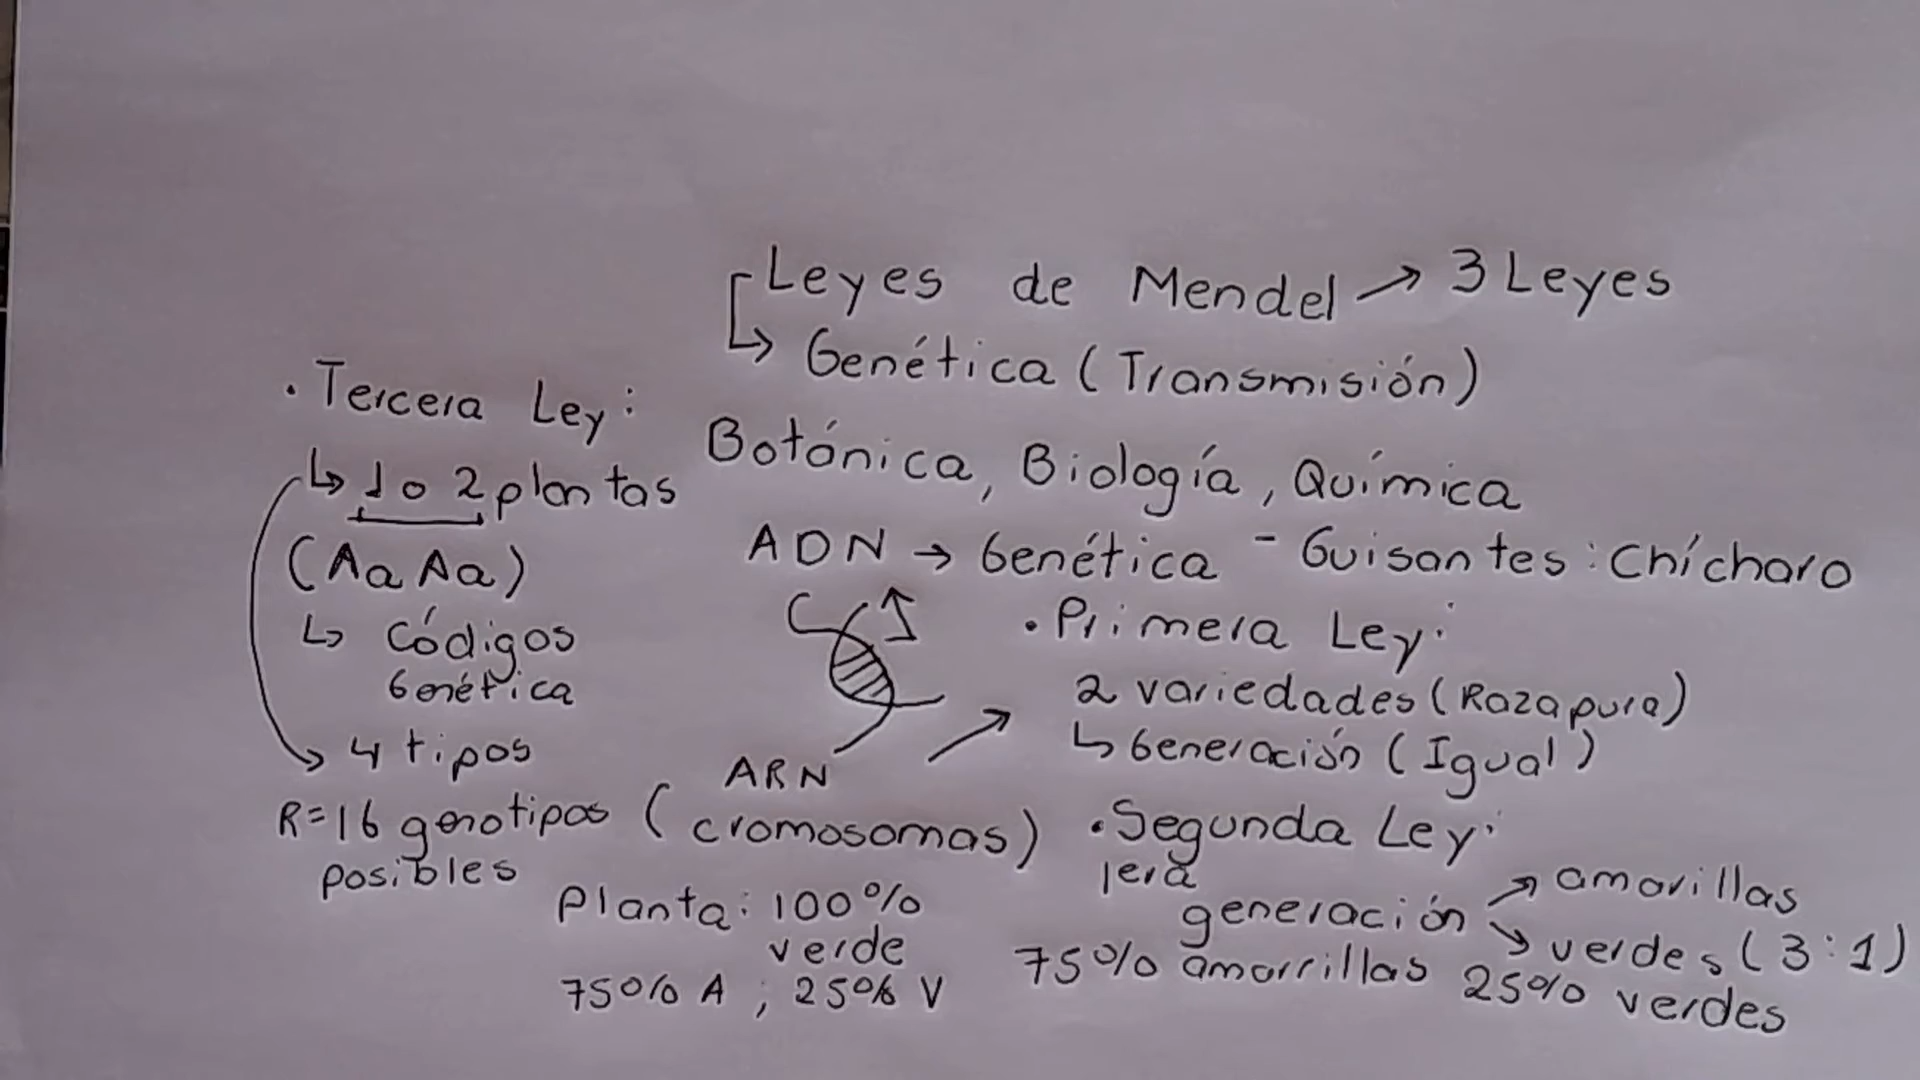 Leyes de Mendel → 3 Leyes
↳ Genética (Transmisión)
Botánica, Biología, Química
ADN → Genética - Guisantes: Chícharo
• Primera Ley:
2 variedades (Raza pura)
↳ Generación (Igual)
ARN
(cromosomas)
• Segunda Ley:
1era
generación ↗ amarillas
↘ verdes (3:1)
75% amarrillas 25% verdes
• Tercera Ley:
↳ 1 o 2 plantas
(Aa Aa)
↳ Códigos
Genética
→ 4 tipos
R=16 genotipos
posibles
Planta: 100%
verde
75% A ; 25% V